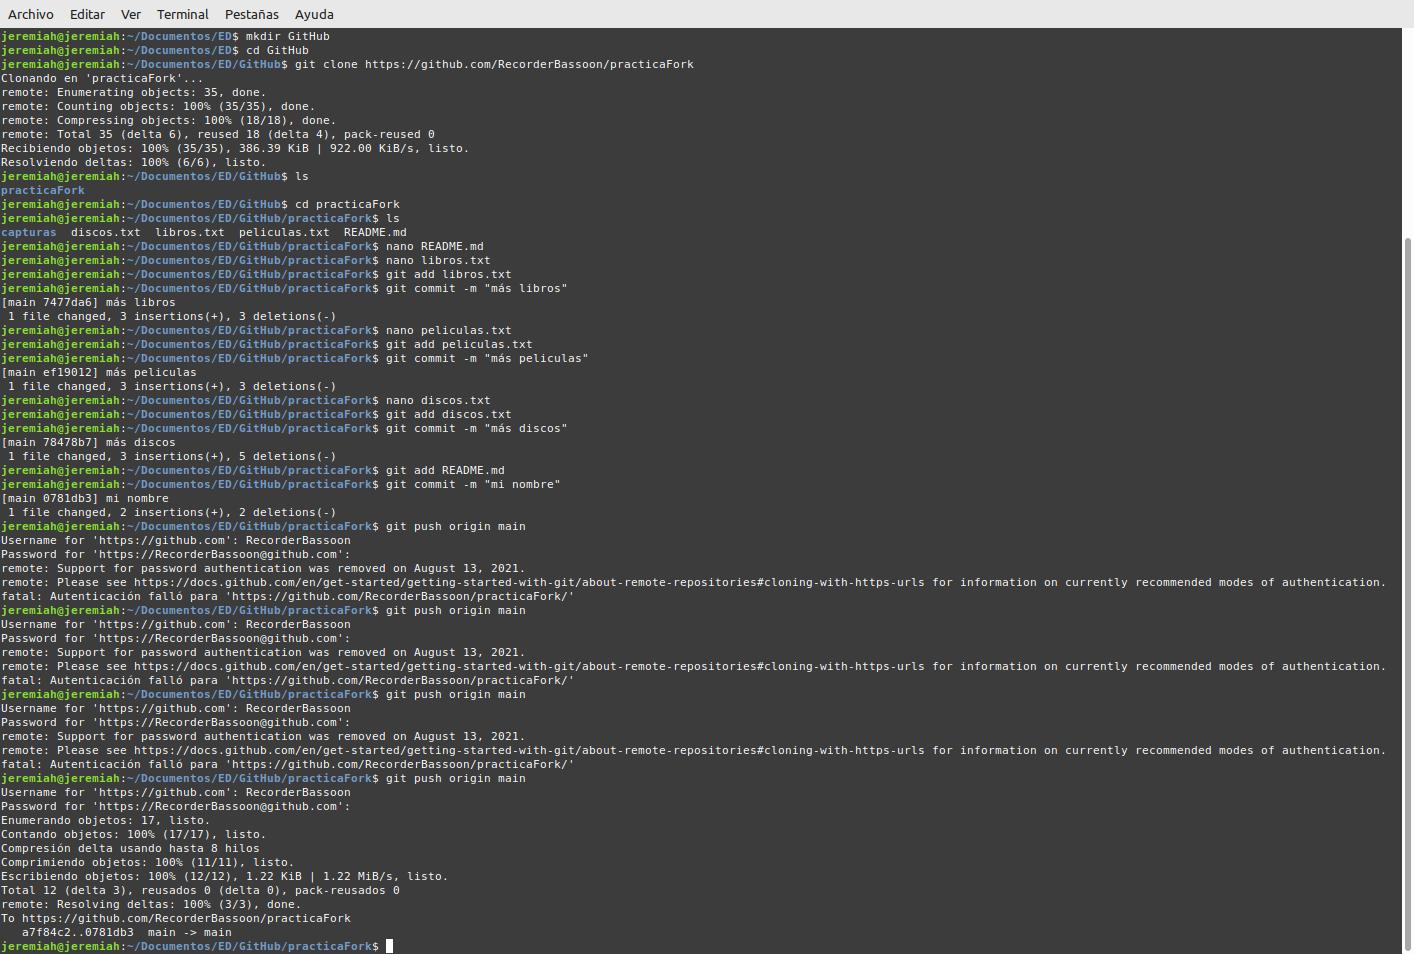 Archivo Editar Ver Terminal Pestañas Ayuda
jeremiah@jeremiah:~/Documentos/ED$ mkdir GitHub
jeremiah@jeremiah:~/Documentos/ED$ cd GitHub
jeremiah@jeremiah:~/Documentos/ED/GitHub$ git clone https://github.com/RecorderBassoon/practicaFork
Clonando en 'practicaFork'...
remote: Enumerating objects: 35, done.
remote: Counting objects: 100% (35/35), done.
remote: Compressing objects: 100% (18/18), done.
remote: Total 35 (delta 6), reused 18 (delta 4), pack-reused 0
Recibiendo objetos: 100% (35/35), 386.39 KiB | 922.00 KiB/s, listo.
Resolviendo deltas: 100% (6/6), listo.
jeremiah@jeremiah:~/Documentos/ED/GitHub$ ls
practicaFork
jeremiah@jeremiah:~/Documentos/ED/GitHub$ cd practicaFork
jeremiah@jeremiah:~/Documentos/ED/GitHub/practicaFork$ ls
capturas  discos.txt  libros.txt  peliculas.txt  README.md
jeremiah@jeremiah:~/Documentos/ED/GitHub/practicaFork$ nano README.md
jeremiah@jeremiah:~/Documentos/ED/GitHub/practicaFork$ nano libros.txt
jeremiah@jeremiah:~/Documentos/ED/GitHub/practicaFork$ git add libros.txt
jeremiah@jeremiah:~/Documentos/ED/GitHub/practicaFork$ git commit -m "más libros"
[main 7477da6] más libros
 1 file changed, 3 insertions(+), 3 deletions(-)
jeremiah@jeremiah:~/Documentos/ED/GitHub/practicaFork$ nano peliculas.txt
jeremiah@jeremiah:~/Documentos/ED/GitHub/practicaFork$ git add peliculas.txt
jeremiah@jeremiah:~/Documentos/ED/GitHub/practicaFork$ git commit -m "más peliculas"
[main ef19012] más peliculas
 1 file changed, 3 insertions(+), 3 deletions(-)
jeremiah@jeremiah:~/Documentos/ED/GitHub/practicaFork$ nano discos.txt
jeremiah@jeremiah:~/Documentos/ED/GitHub/practicaFork$ git add discos.txt
jeremiah@jeremiah:~/Documentos/ED/GitHub/practicaFork$ git commit -m "más discos"
[main 78478b7] más discos
 1 file changed, 3 insertions(+), 5 deletions(-)
jeremiah@jeremiah:~/Documentos/ED/GitHub/practicaFork$ git add README.md
jeremiah@jeremiah:~/Documentos/ED/GitHub/practicaFork$ git commit -m "mi nombre"
[main 0781db3] mi nombre
 1 file changed, 2 insertions(+), 2 deletions(-)
jeremiah@jeremiah:~/Documentos/ED/GitHub/practicaFork$ git push origin main
Username for 'https://github.com': RecorderBassoon
Password for 'https://RecorderBassoon@github.com':
remote: Support for password authentication was removed on August 13, 2021.
remote: Please see https://docs.github.com/en/get-started/getting-started-with-git/about-remote-repositories#cloning-with-https-urls for information on currently recommended modes of authentication.
fatal: Autenticación falló para 'https://github.com/RecorderBassoon/practicaFork/'
jeremiah@jeremiah:~/Documentos/ED/GitHub/practicaFork$ git push origin main
Username for 'https://github.com': RecorderBassoon
Password for 'https://RecorderBassoon@github.com':
remote: Support for password authentication was removed on August 13, 2021.
remote: Please see https://docs.github.com/en/get-started/getting-started-with-git/about-remote-repositories#cloning-with-https-urls for information on currently recommended modes of authentication.
fatal: Autenticación falló para 'https://github.com/RecorderBassoon/practicaFork/'
jeremiah@jeremiah:~/Documentos/ED/GitHub/practicaFork$ git push origin main
Username for 'https://github.com': RecorderBassoon
Password for 'https://RecorderBassoon@github.com':
remote: Support for password authentication was removed on August 13, 2021.
remote: Please see https://docs.github.com/en/get-started/getting-started-with-git/about-remote-repositories#cloning-with-https-urls for information on currently recommended modes of authentication.
fatal: Autenticación falló para 'https://github.com/RecorderBassoon/practicaFork/'
jeremiah@jeremiah:~/Documentos/ED/GitHub/practicaFork$ git push origin main
Username for 'https://github.com': RecorderBassoon
Password for 'https://RecorderBassoon@github.com':
Enumerando objetos: 17, listo.
Contando objetos: 100% (17/17), listo.
Compresión delta usando hasta 8 hilos
Comprimiendo objetos: 100% (11/11), listo.
Escribiendo objetos: 100% (12/12), 1.22 KiB | 1.22 MiB/s, listo.
Total 12 (delta 3), reusados 0 (delta 0), pack-reusados 0
remote: Resolving deltas: 100% (3/3), done.
To https://github.com/RecorderBassoon/practicaFork
   a7f84c2..0781db3  main -> main
jeremiah@jeremiah:~/Documentos/ED/GitHub/practicaFork$